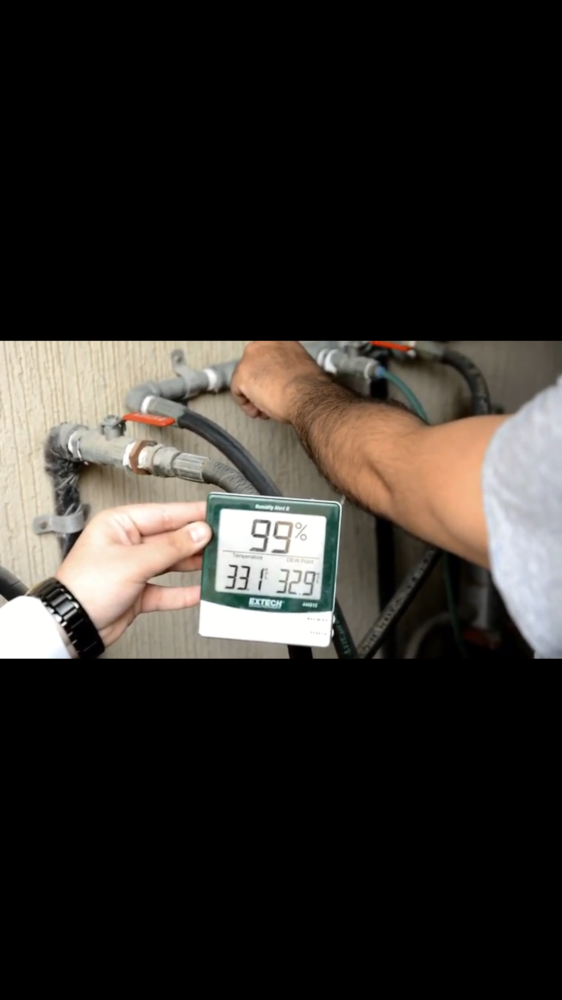 Humidity Alert II
99%
Temperature
DEW Point
33.1 °C
32.9 °C
EXTECH
445815